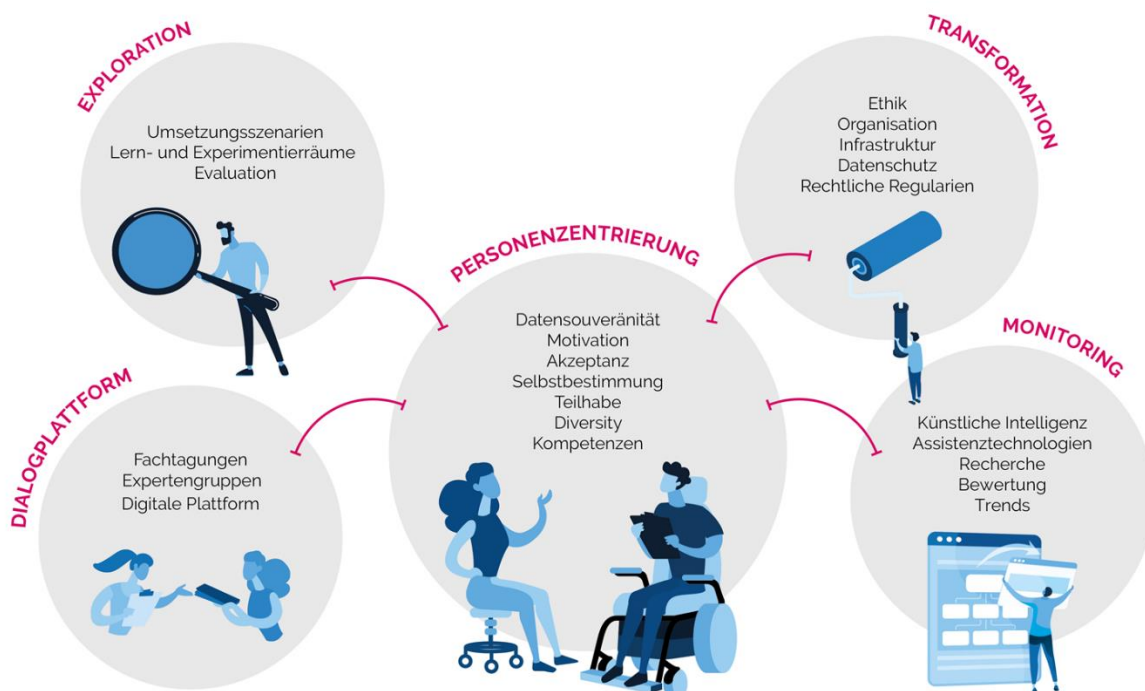 EXPLORATION
Umsetzungsszenarien
Lern- und Experimentierräume
Evaluation
TRANSFORMATION
Ethik
Organisation
Infrastruktur
Datenschutz
Rechtliche Regularien
PERSONENZENTRIERUNG
Datensouveränität
Motivation
Akzeptanz
Selbstbestimmung
Teilhabe
Diversity
Kompetenzen
DIALOGPLATTFORM
Fachtagungen
Expertengruppen
Digitale Plattform
MONITORING
Künstliche Intelligenz
Assistenztechnologien
Recherche
Bewertung
Trends